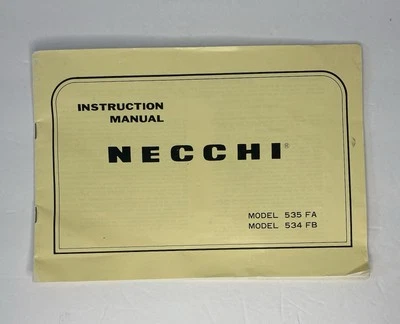 INSTRUCTION
MANUAL
NECCHI®
MODEL 535 FA
MODEL 534 FB